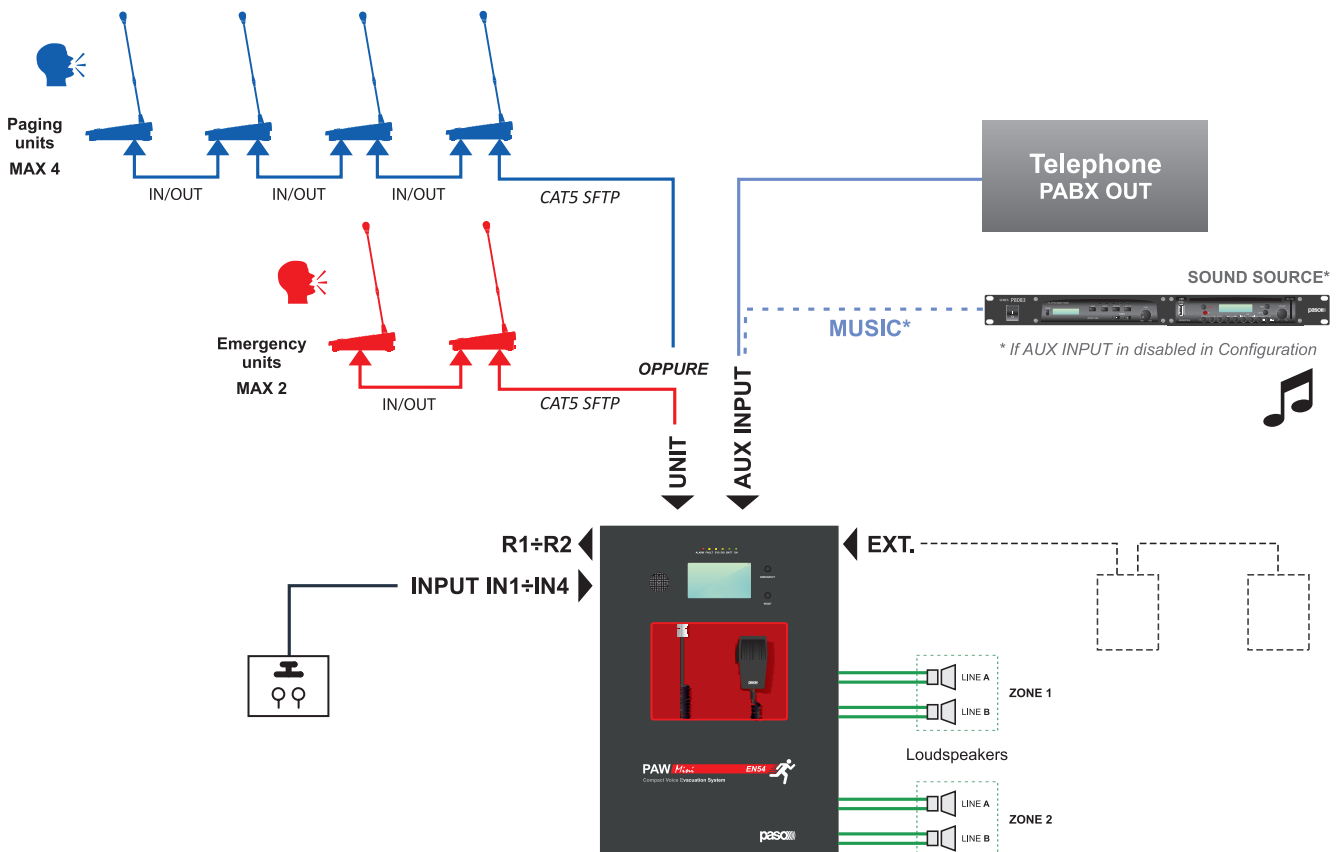 Paging
units
MAX 4
IN/OUT
IN/OUT
IN/OUT
CAT5 SFTP
Telephone
PABX OUT
SOUND SOURCE*
MUSIC*
* If AUX INPUT in disabled in Configuration
Emergency
units
MAX 2
IN/OUT
CAT5 SFTP
OPPURE
UNIT
AUX INPUT
R1÷R2
EXT.
INPUT IN1÷IN4
LINE A
LINE B
ZONE 1
Loudspeakers
LINE A
LINE B
ZONE 2
PAW Mini
EN54
Compact Voice Evacuation System
paso